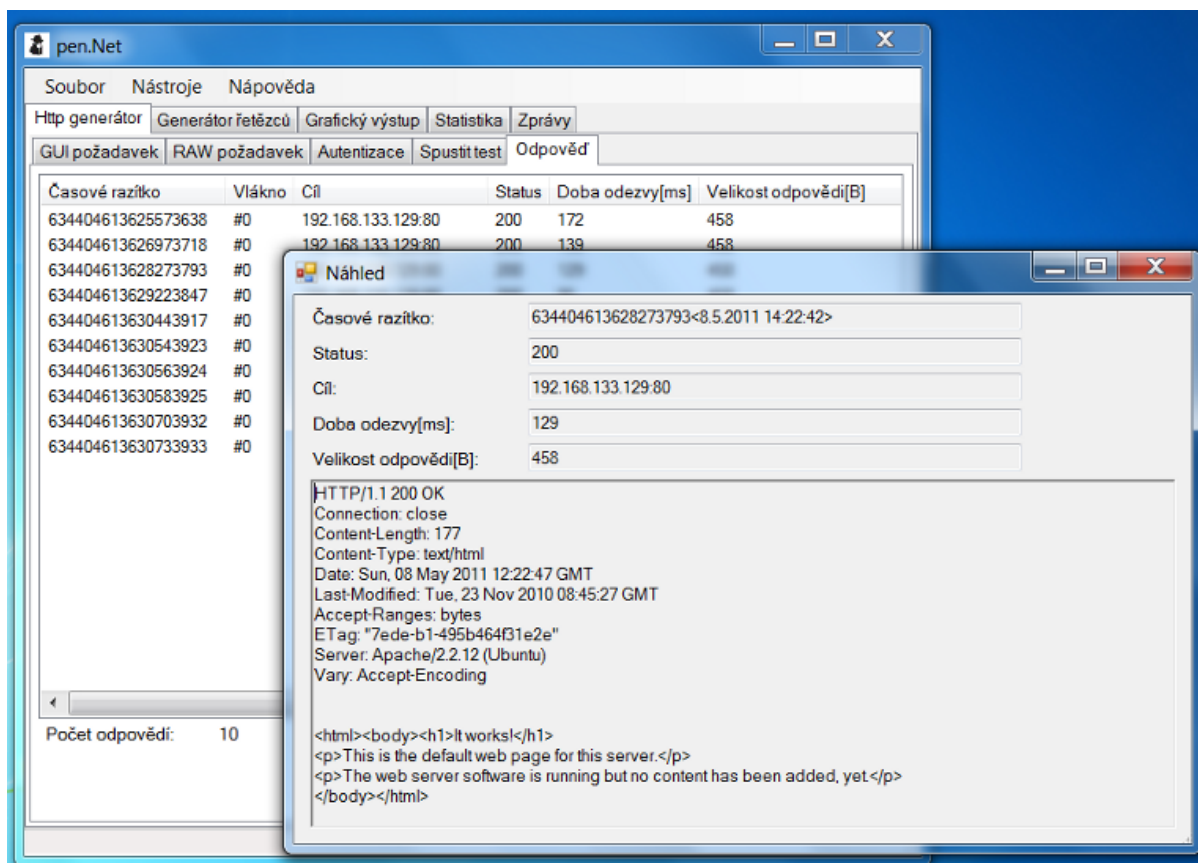 pen.Net
Soubor Nástroje Nápověda
Http generátor Generátor řetězců Grafický výstup Statistika Zprávy
GUI požadavek RAW požadavek Autentizace Spustit test Odpověď
Časové razítko Vlákno Cíl Status Doba odezvy[ms] Velikost odpovědi[B]
634404613625573638 #0 192.168.133.129:80 200 172 458
634404613626973718 #0 192.168.133.129:80 200 139 458
634404613628273793 #0
634404613629223847 #0
634404613630443917 #0
634404613630543923 #0
634404613630563924 #0
634404613630583925 #0
634404613630703932 #0
634404613630733933 #0
Počet odpovědí: 10
Náhled
Časové razítko: 634404613628273793<8.5.2011 14:22:42>
Status: 200
Cíl: 192.168.133.129:80
Doba odezvy[ms]: 129
Velikost odpovědi[B]: 458
HTTP/1.1 200 OK
Connection: close
Content-Length: 177
Content-Type: text/html
Date: Sun, 08 May 2011 12:22:47 GMT
Last-Modified: Tue, 23 Nov 2010 08:45:27 GMT
Accept-Ranges: bytes
ETag: "7ede-b1-495b464f31e2e"
Server: Apache/2.2.12 (Ubuntu)
Vary: Accept-Encoding
<html><body><h1>It works!</h1>
<p>This is the default web page for this server.</p>
<p>The web server software is running but no content has been added, yet.</p>
</body></html>